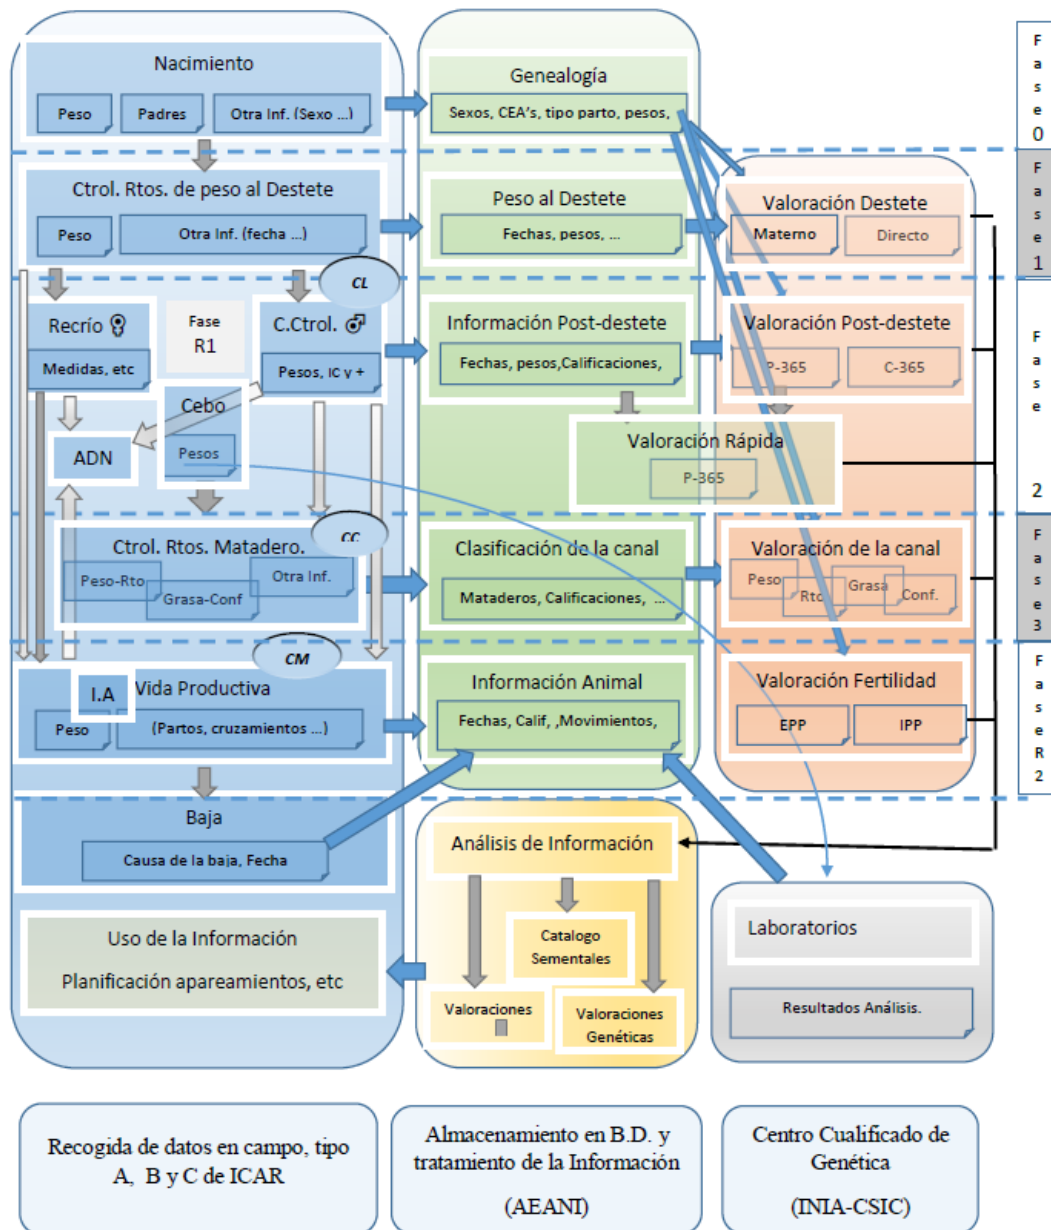 Nacimiento
Peso
Padres
Otra Inf. (Sexo ...)
Genealogía
Sexos, CEA's, tipo parto, pesos,
Fase 0
Ctrol. Rtos. de peso al Destete
Peso
Otra Inf. (fecha ...)
Peso al Destete
Fechas, pesos, ...
Valoración Destete
Materno
Directo
Fase 1
CL
Recrío
Medidas, etc
Fase
R1
C.Ctrol.
Pesos, IC y +
Información Post-destete
Fechas, pesos,Calificaciones,
Valoración Post-destete
P-365
C-365
Fase 2
Cebo
Pesos
ADN
Valoración Rápida
P-365
CC
Ctrol. Rtos. Matadero.
Peso-Rto
Grasa-Conf
Otra Inf.
Clasificación de la canal
Mataderos, Calificaciones, ...
Valoración de la canal
Peso
Rto
Grasa
Conf.
Fase 3
CM
I.A
Vida Productiva
Peso
(Partos, cruzamientos ...)
Información Animal
Fechas, Calif, ,Movimientos,
Valoración Fertilidad
EPP
IPP
Fase R2
Baja
Causa de la baja, Fecha
Análisis de Información
Catalogo
Sementales
Valoraciones
Valoraciones
Genéticas
Laboratorios
Resultados Análisis.
Uso de la Información
Planificación apareamientos, etc
Recogida de datos en campo, tipo
A, B y C de ICAR
Almacenamiento en B.D. y
tratamiento de la Información
(AEANI)
Centro Cualificado de
Genética
(INIA-CSIC)